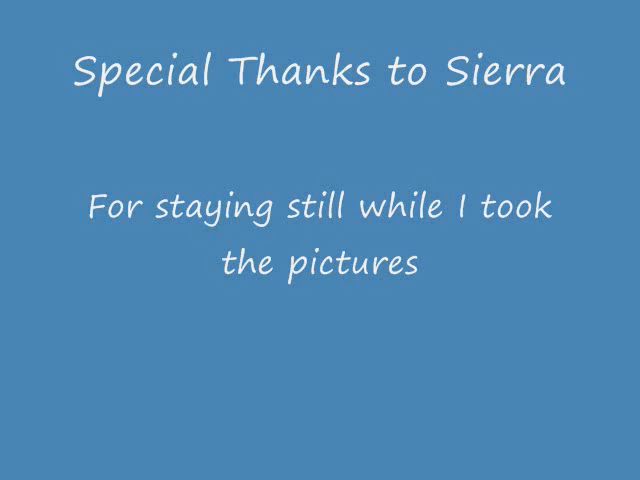 Special Thanks to Sierra
For staying still while I took
the pictures